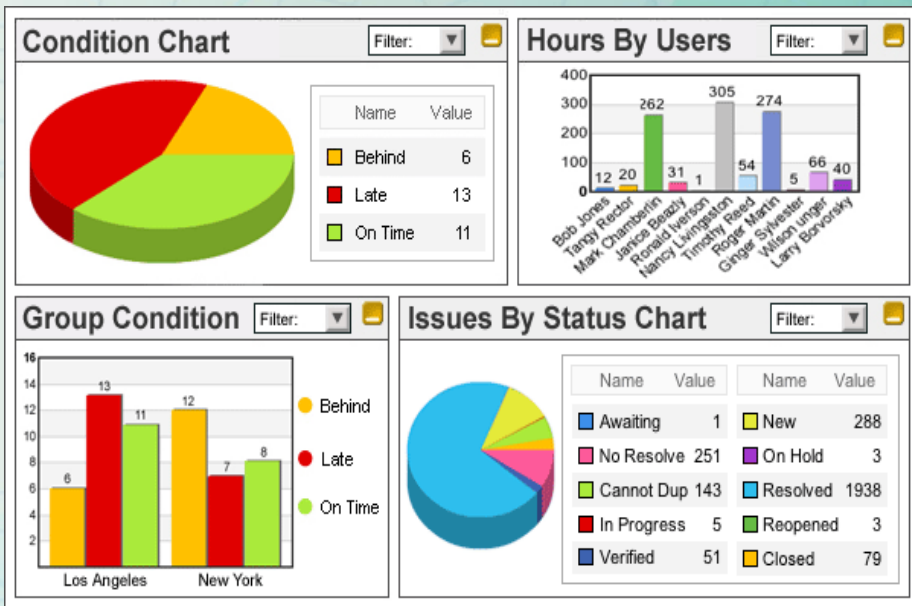 Condition Chart
Filter:
Name Value
Behind 6
Late 13
On Time 11
Hours By Users
Filter:
400
300
200
100
0
12 20 262 31 1 305 54 274 5 66 40
Bob Jones
Tangy Rector
Mark Chamberlin
Janice Beazly
Ronald Iverson
Nancy Livingsston
Timothy Reed
Roger Martin
Ginger Sylvester
Wilson unger
Larry Borvorsky
Group Condition
Filter:
16
14
12
10
8
6
4
2
6 13 11 12 7 8
Los Angeles New York
Behind
Late
On Time
Issues By Status Chart
Filter:
Name Value Name Value
Awaiting 1 New 288
No Resolve 251 On Hold 3
Cannot Dup 143 Resolved 1938
In Progress 5 Reopened 3
Verified 51 Closed 79